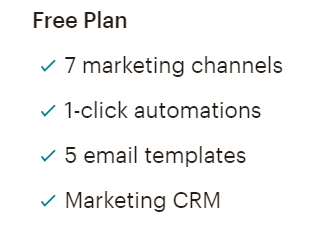 Free Plan
7 marketing channels
1-click automations
5 email templates
Marketing CRM